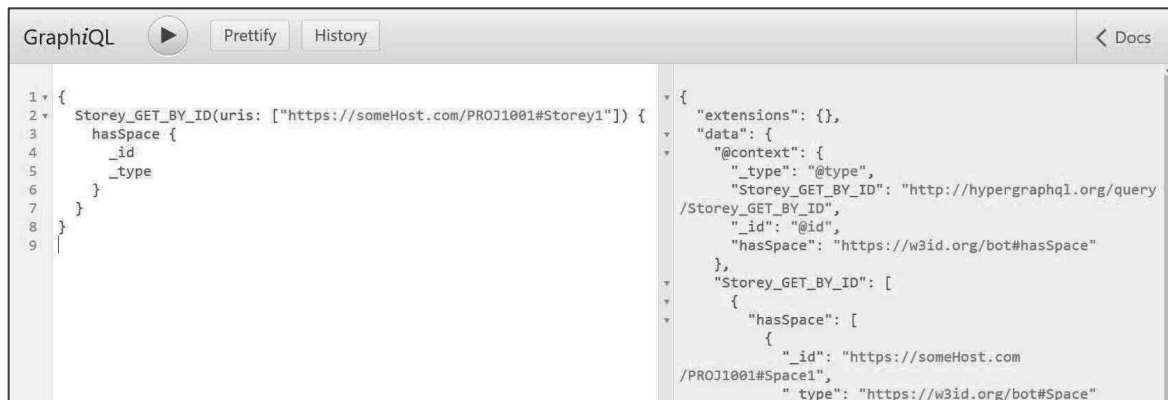 GraphiQL
Prettify
History
Docs
1 {
2 Storey_GET_BY_ID(uris: ["https://someHost.com/PROJ1001#Storey1"]) {
3 hasSpace {
4 _id
5 _type
6 }
7 }
8 }
9
{
"extensions": {},
"data": {
"@context": {
"_type": "@type",
"Storey_GET_BY_ID": "http://hypergraphql.org/query
/Storey_GET_BY_ID",
"_id": "@id",
"hasSpace": "https://w3id.org/bot#hasSpace"
},
"Storey_GET_BY_ID": [
{
"hasSpace": [
{
"_id": "https://someHost.com
/PROJ1001#Space1",
"_type": "https://w3id.org/bot#Space"